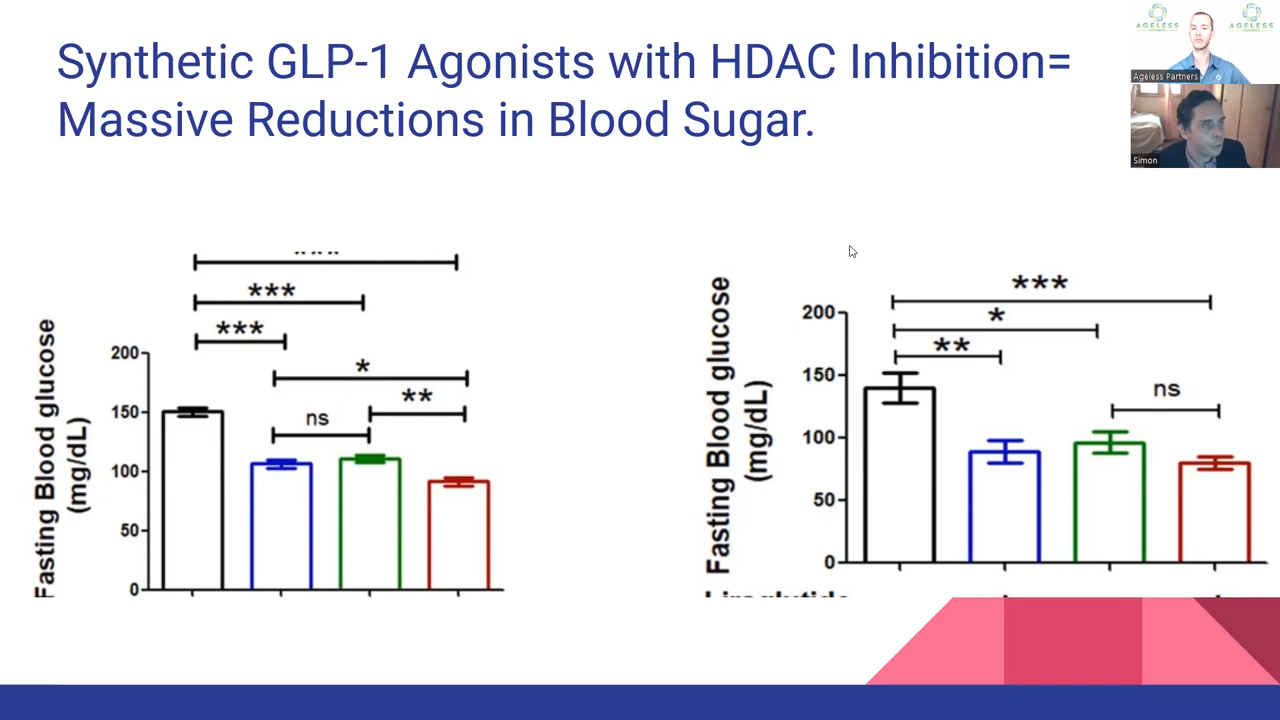 Synthetic GLP-1 Agonists with HDAC Inhibition=
Massive Reductions in Blood Sugar.
AGELESS
AGELESS
Ageless Partners
Simon
***
***
***
*
**
ns
Fasting Blood glucose
(mg/dL)
200
150
100
50
0
***
*
**
ns
Fasting Blood glucose
(mg/dL)
200
150
100
50
0
Liraglutide